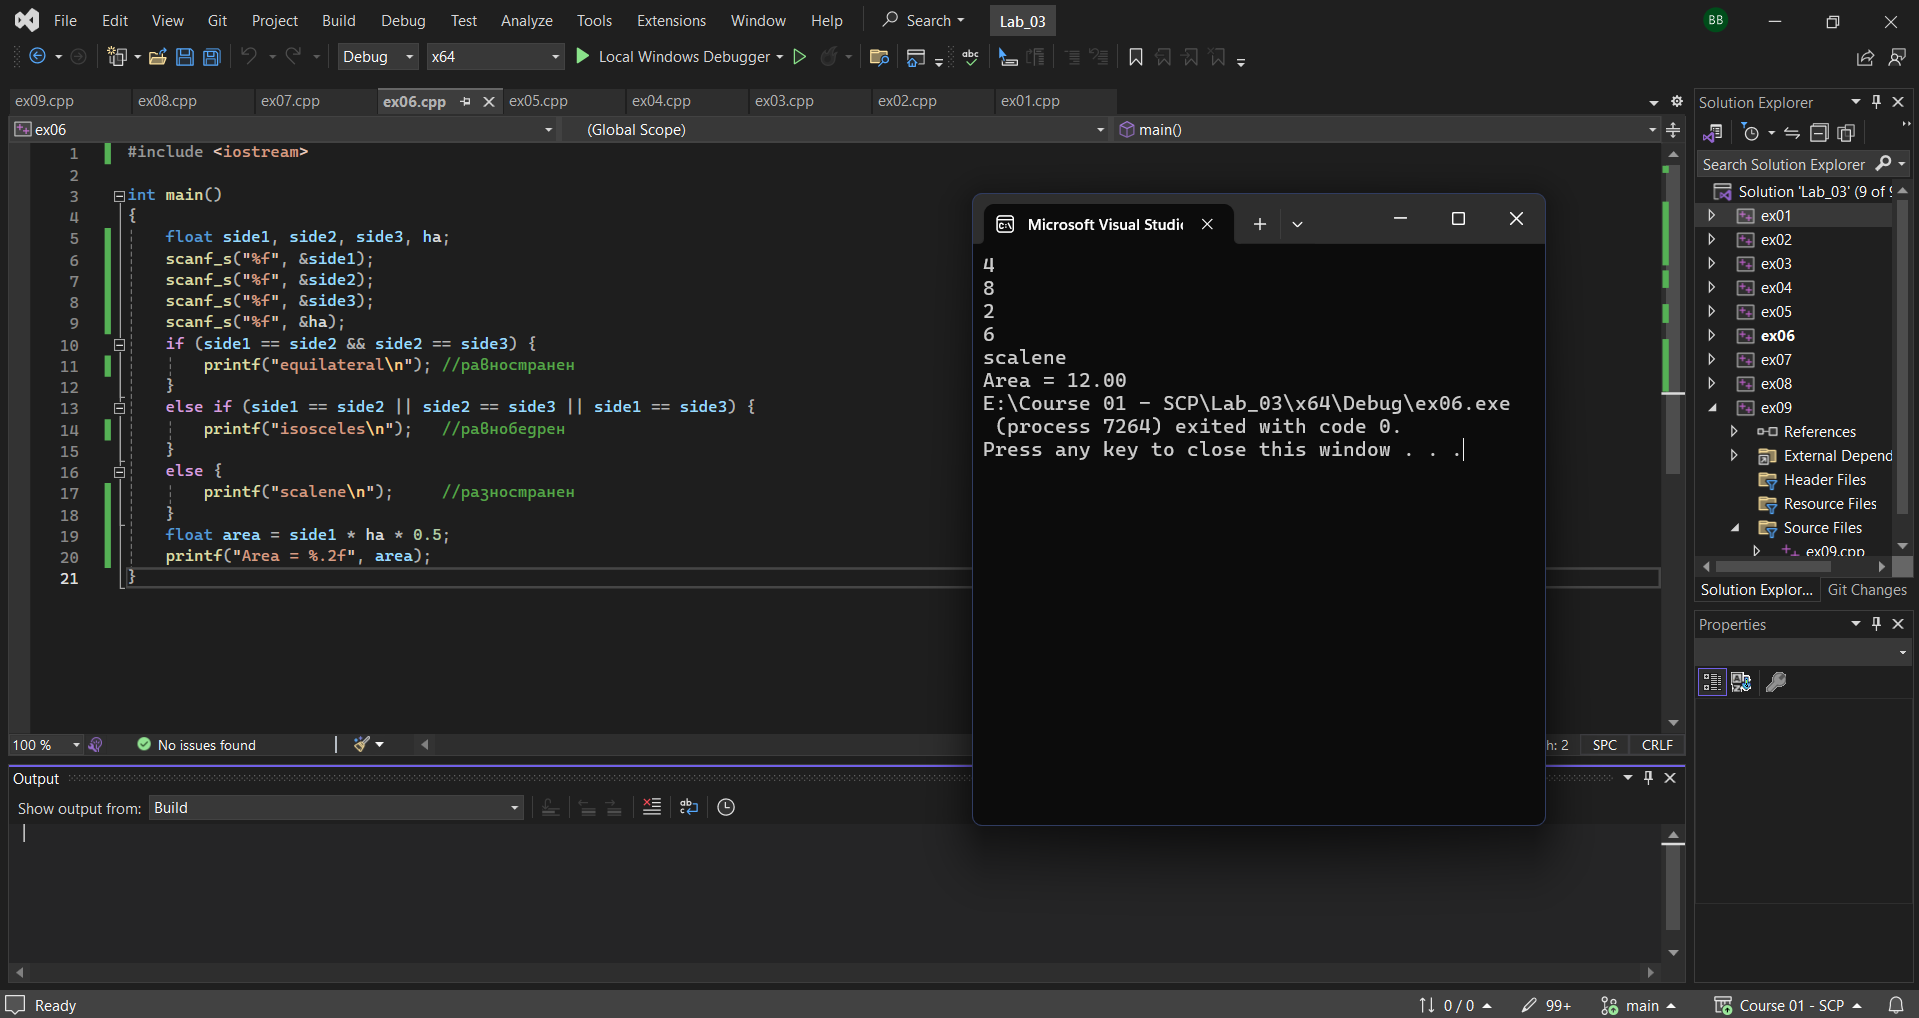 File Edit View Git Project Build Debug Test Analyze Tools Extensions Window Help Search Lab_03 BB
Debug x64 Local Windows Debugger
ex09.cpp ex08.cpp ex07.cpp ex06.cpp ex05.cpp ex04.cpp ex03.cpp ex02.cpp ex01.cpp
ex06 (Global Scope) main()
1 #include <iostream>
2
3 int main()
4 {
5 float side1, side2, side3, ha;
6 scanf_s("%f", &side1);
7 scanf_s("%f", &side2);
8 scanf_s("%f", &side3);
9 scanf_s("%f", &ha);
10 if (side1 == side2 && side2 == side3) {
11 printf("equilateral\n"); //равностранен
12 }
13 else if (side1 == side2 || side2 == side3 || side1 == side3) {
14 printf("isosceles\n"); //равнобедрен
15 }
16 else {
17 printf("scalene\n"); //разностранен
18 }
19 float area = side1 * ha * 0.5;
20 printf("Area = %.2f", area);
21 }
Microsoft Visual Studi
4
8
2
6
scalene
Area = 12.00
E:\Course 01 - SCP\Lab_03\x64\Debug\ex06.exe
(process 7264) exited with code 0.
Press any key to close this window . . .
100 % No issues found h: 2 SPC CRLF
Output
Show output from: Build
Solution Explorer
Search Solution Explorer
Solution 'Lab_03' (9 of 9
ex01
ex02
ex03
ex04
ex05
ex06
ex07
ex08
ex09
References
External Depend
Header Files
Resource Files
Source Files
ex09.cpp
Solution Explor... Git Changes
Properties
Ready 0 / 0 99+ main Course 01 - SCP